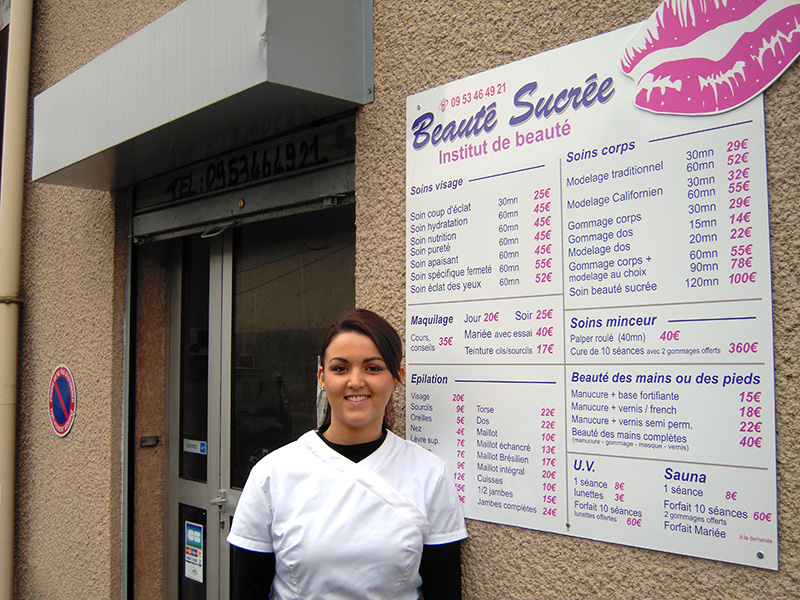 TEL: 0953464921
09 53 46 49 21
Beauté Sucrée
Institut de beauté
Soins visage
Soin coup d'éclat 30mn 25€
Soin hydratation 60mn 45€
Soin nutrition 60mn 45€
Soin pureté 60mn 45€
Soin apaisant 60mn 45€
Soin spécifique fermeté 60mn 55€
Soin éclat des yeux 60mn 52€
Maquilage Jour 20€ Soir 25€
Cours, conseils 35€
Mariée avec essai 40€
Teinture cils/sourcils 17€
Epilation
Visage 20€
Sourcils 9€
Oreilles 5€
Nez 4€
Lèvre sup.
Torse 22€
Dos 22€
Maillot 10€
Maillot échancré 13€
Maillot Brésilien 17€
Maillot intégral 20€
Cuisses 10€
1/2 jambes 15€
Jambes complètes 24€
Soins corps
Modelage traditionnel 30mn 29€
60mn 52€
Modelage Californien 30mn 32€
60mn 55€
Gommage corps 30mn 29€
Gommage dos 15mn 14€
Modelage dos 20mn 22€
Gommage corps + 60mn 55€
modelage au choix 90mn 78€
Soin beauté sucrée 120mn 100€
Soins minceur
Palper roulé (40mn) 40€
Cure de 10 séances avec 2 gommages offerts 360€
Beauté des mains ou des pieds
Manucure + base fortifiante 15€
Manucure + vernis / french 18€
Manucure + vernis semi perm. 22€
Beauté des mains complètes 40€
(manucure - gommage - masque - vernis)
U.V.
1 séance 8€
lunettes 3€
Forfait 10 séances
lunettes offertes 60€
Sauna
1 séance 8€
Forfait 10 séances 60€
2 gommages offerts
Forfait Mariée
à la demande
CB